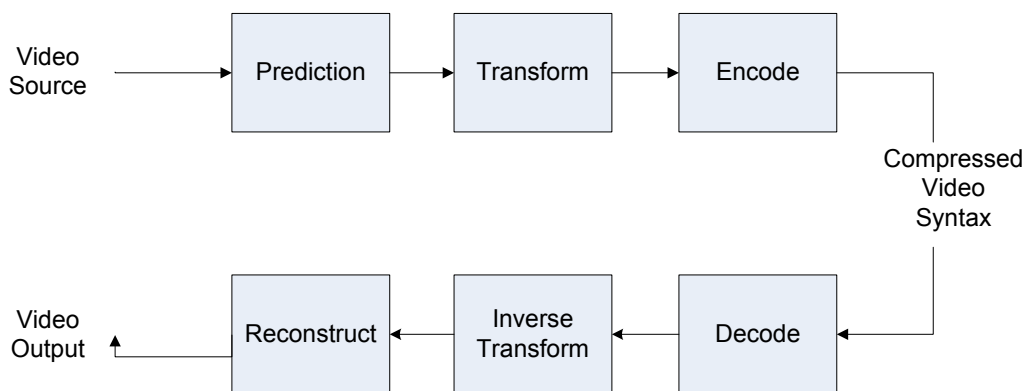 Video
Source
Prediction
Transform
Encode
Compressed
Video
Syntax
Video
Output
Reconstruct
Inverse
Transform
Decode